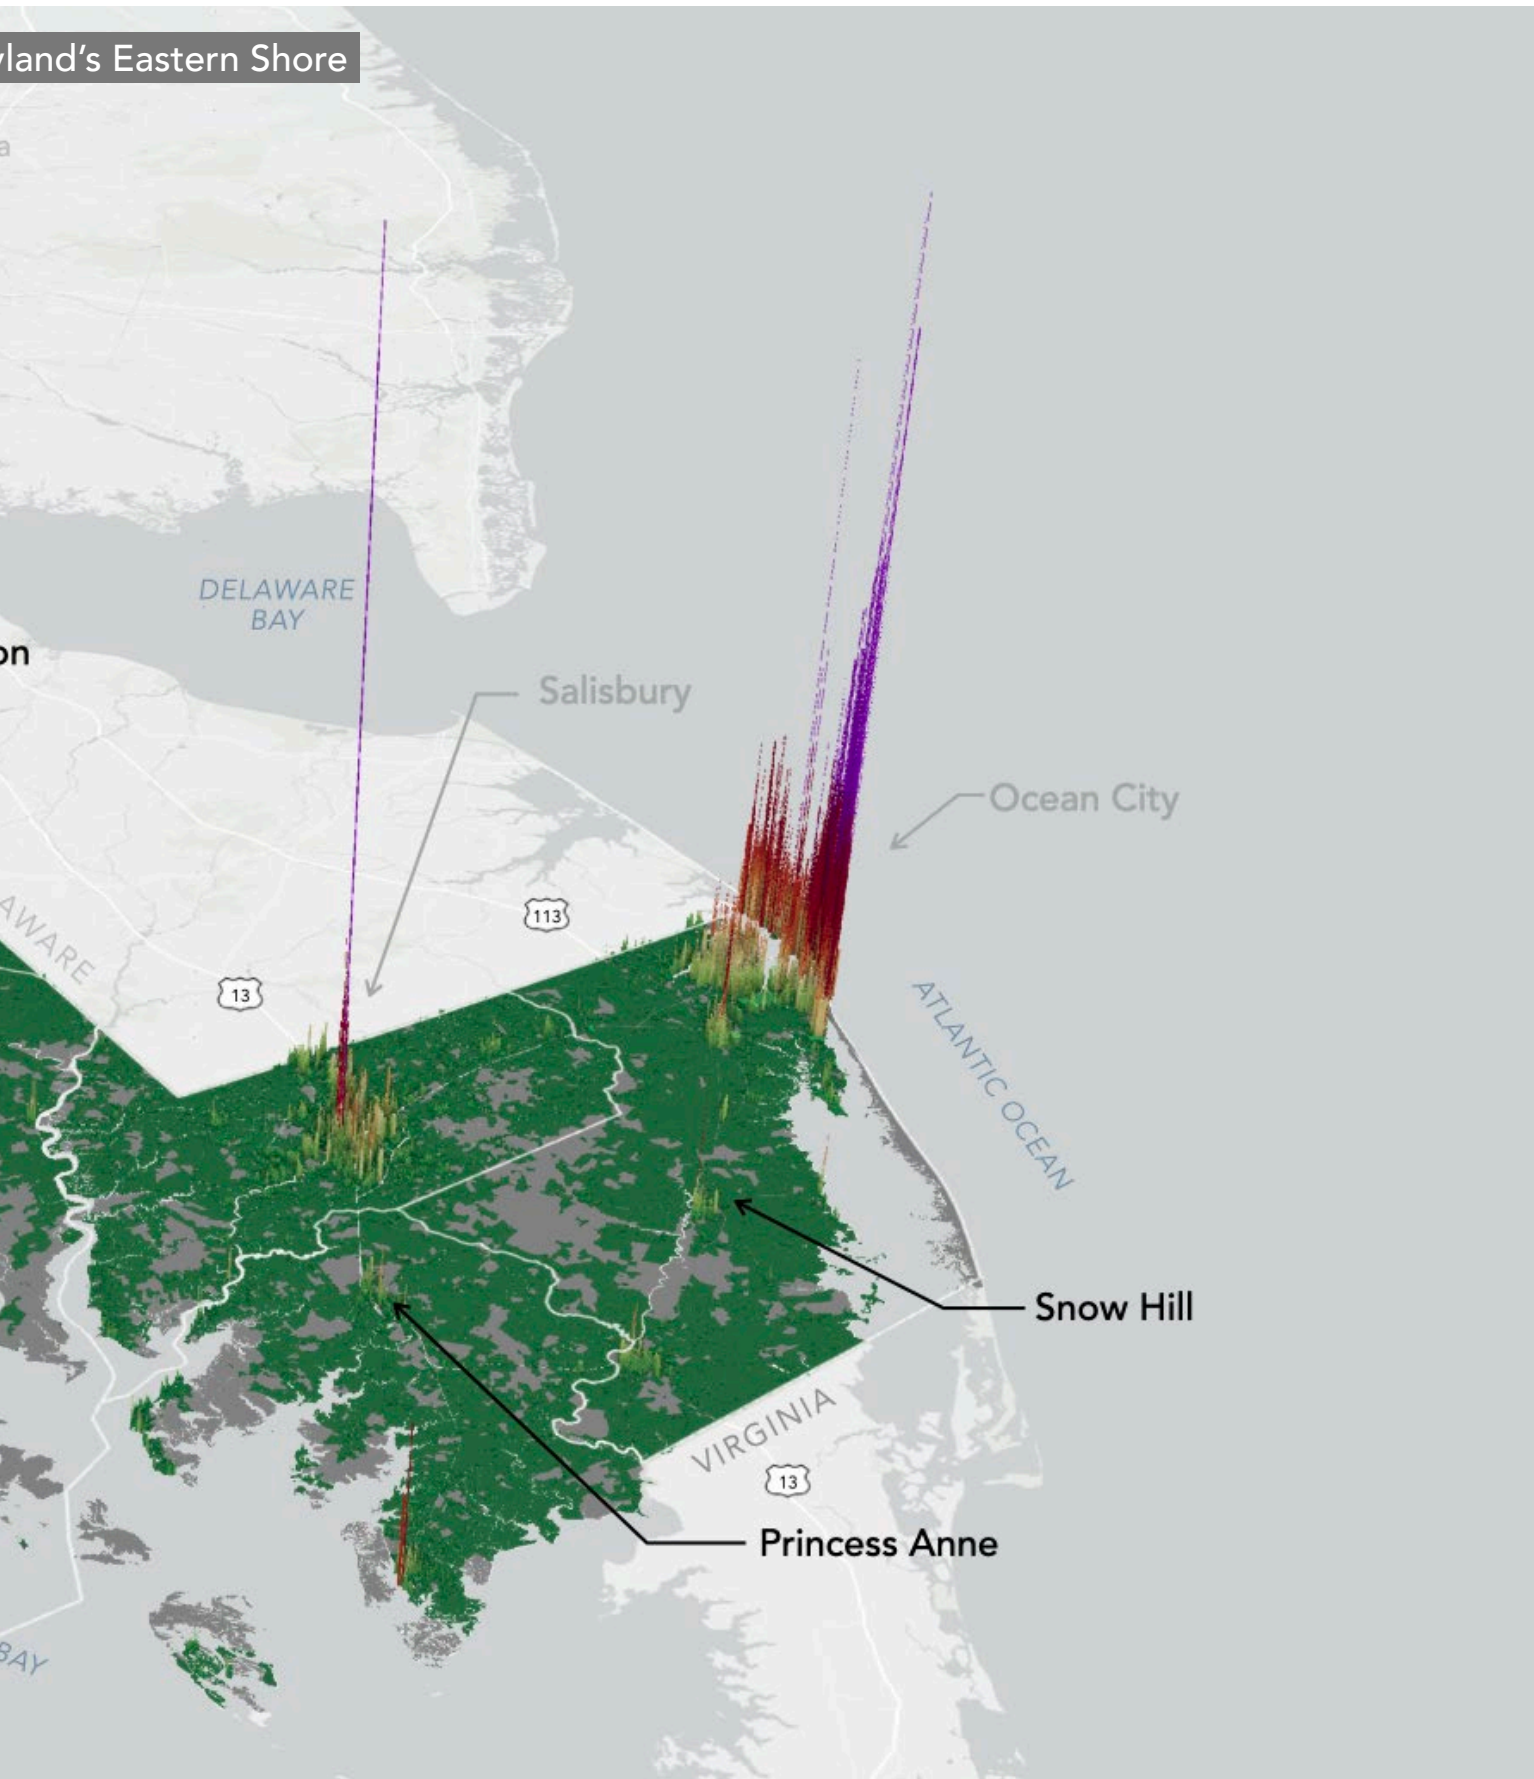 yland's Eastern Shore
a
DELAWARE
BAY
on
Salisbury
Ocean City
113
AWARE
13
ATLANTIC OCEAN
Snow Hill
VIRGINIA
13
Princess Anne
BAY